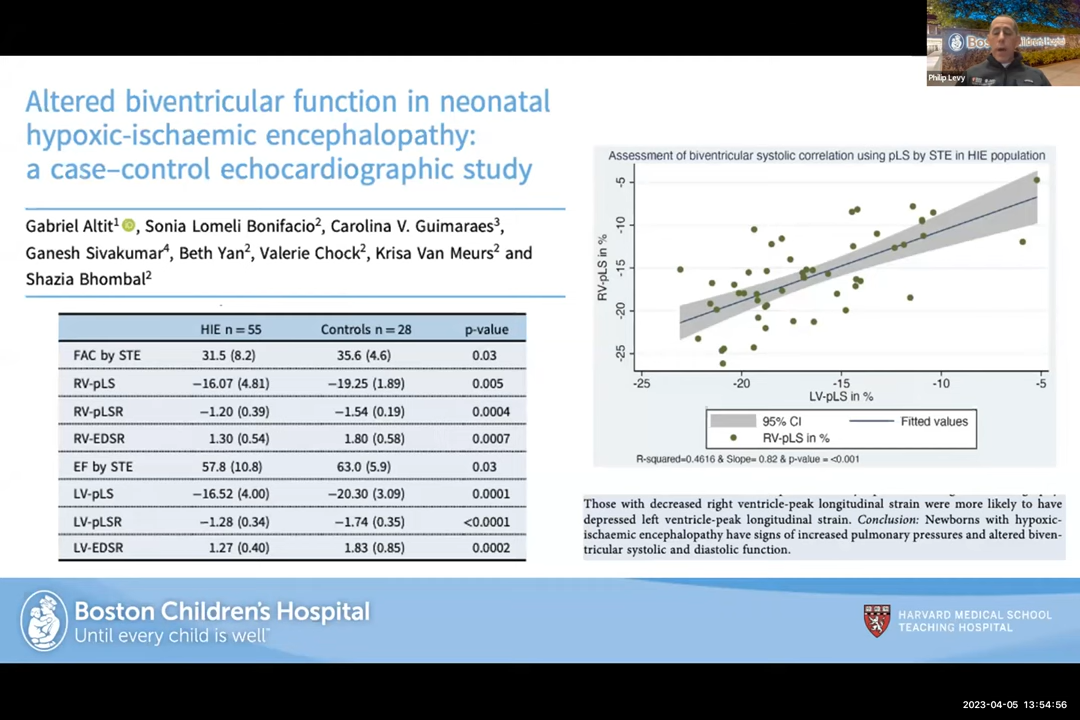 Boston Children's Hospital
Philip Levy
Altered biventricular function in neonatal
hypoxic-ischaemic encephalopathy:
a case–control echocardiographic study
Gabriel Altit1, Sonia Lomeli Bonifacio2, Carolina V. Guimaraes3,
Ganesh Sivakumar4, Beth Yan2, Valerie Chock2, Krisa Van Meurs2 and
Shazia Bhombal2
HIE n = 55 Controls n = 28 p-value
FAC by STE 31.5 (8.2) 35.6 (4.6) 0.03
RV-pLS −16.07 (4.81) −19.25 (1.89) 0.005
RV-pLSR −1.20 (0.39) −1.54 (0.19) 0.0004
RV-EDSR 1.30 (0.54) 1.80 (0.58) 0.0007
EF by STE 57.8 (10.8) 63.0 (5.9) 0.03
LV-pLS −16.52 (4.00) −20.30 (3.09) 0.0001
LV-pLSR −1.28 (0.34) −1.74 (0.35) <0.0001
LV-EDSR 1.27 (0.40) 1.83 (0.85) 0.0002
Assessment of biventricular systolic correlation using pLS by STE in HIE population
RV-pLS in %
-5
-10
-15
-20
-25
-25 -20 -15 -10 -5
LV-pLS in %
95% CI Fitted values
RV-pLS in %
R-squared=0.4616 & Slope= 0.82 & p-value = <0.001
Those with decreased right ventricle-peak longitudinal strain were more likely to have
depressed left ventricle-peak longitudinal strain. Conclusion: Newborns with hypoxic-
ischaemic encephalopathy have signs of increased pulmonary pressures and altered biven-
tricular systolic and diastolic function.
Boston Children's Hospital
Until every child is well™
HARVARD MEDICAL SCHOOL
TEACHING HOSPITAL
2023-04-05 13:54:56